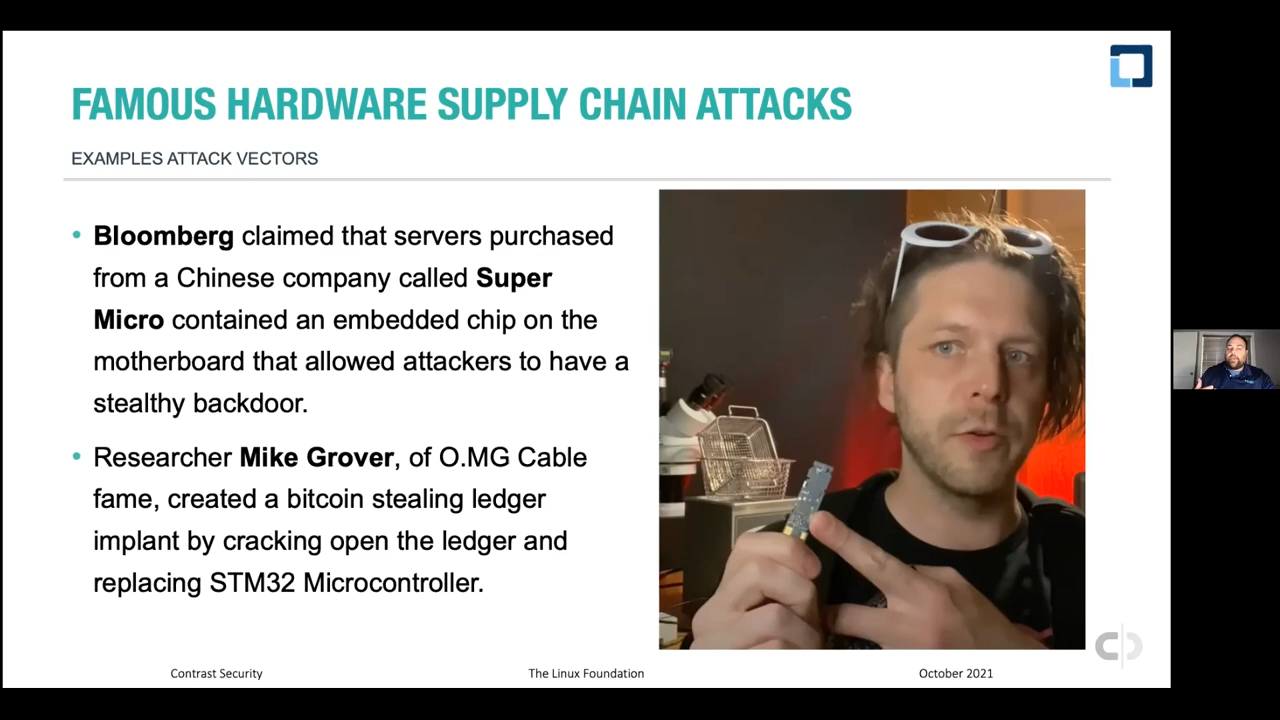 FAMOUS HARDWARE SUPPLY CHAIN ATTACKS
EXAMPLES ATTACK VECTORS
• Bloomberg claimed that servers purchased
from a Chinese company called Super
Micro contained an embedded chip on the
motherboard that allowed attackers to have a
stealthy backdoor.
• Researcher Mike Grover, of O.MG Cable
fame, created a bitcoin stealing ledger
implant by cracking open the ledger and
replacing STM32 Microcontroller.
Contrast Security
The Linux Foundation
October 2021